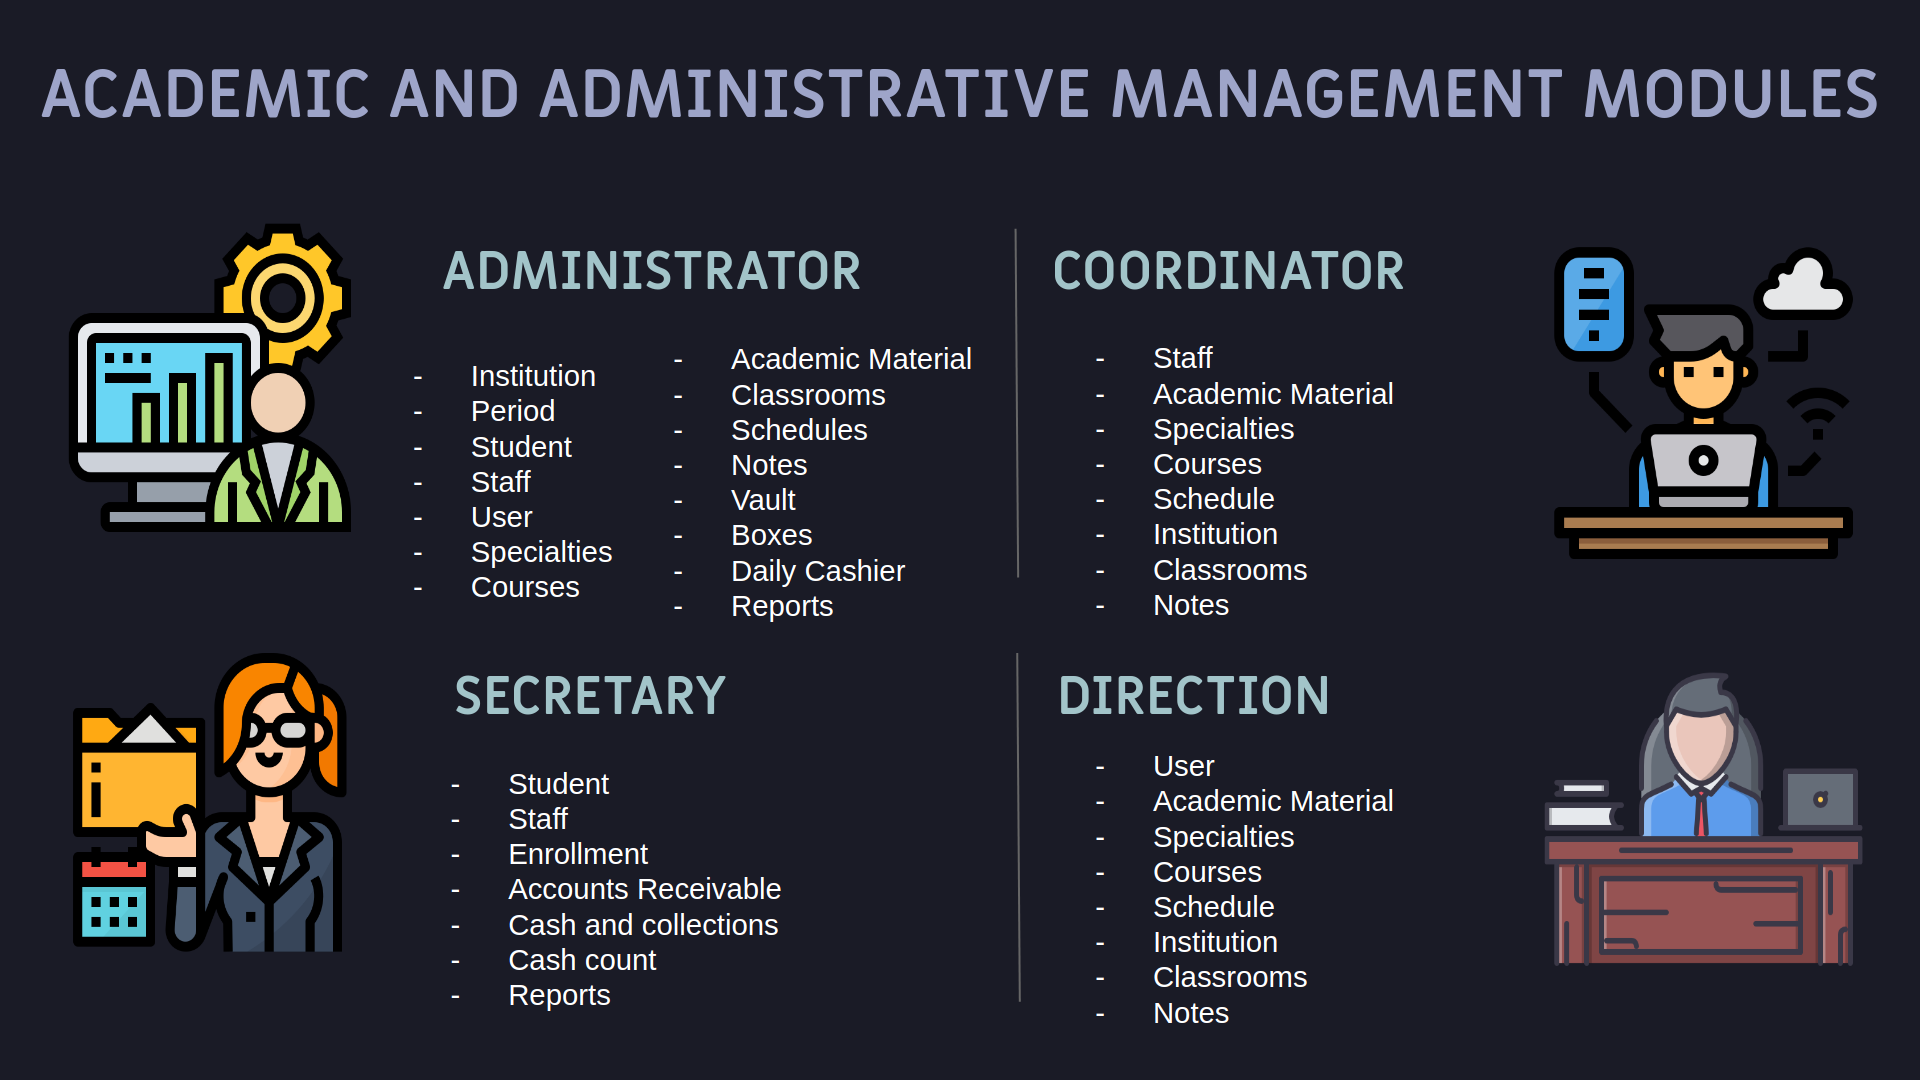 ACADEMIC AND ADMINISTRATIVE MANAGEMENT MODULES
ADMINISTRATOR
- Institution
- Period
- Student
- Staff
- User
- Specialties
- Courses
- Academic Material
- Classrooms
- Schedules
- Notes
- Vault
- Boxes
- Daily Cashier
- Reports
COORDINATOR
- Staff
- Academic Material
- Specialties
- Courses
- Schedule
- Institution
- Classrooms
- Notes
SECRETARY
- Student
- Staff
- Enrollment
- Accounts Receivable
- Cash and collections
- Cash count
- Reports
DIRECTION
- User
- Academic Material
- Specialties
- Courses
- Schedule
- Institution
- Classrooms
- Notes